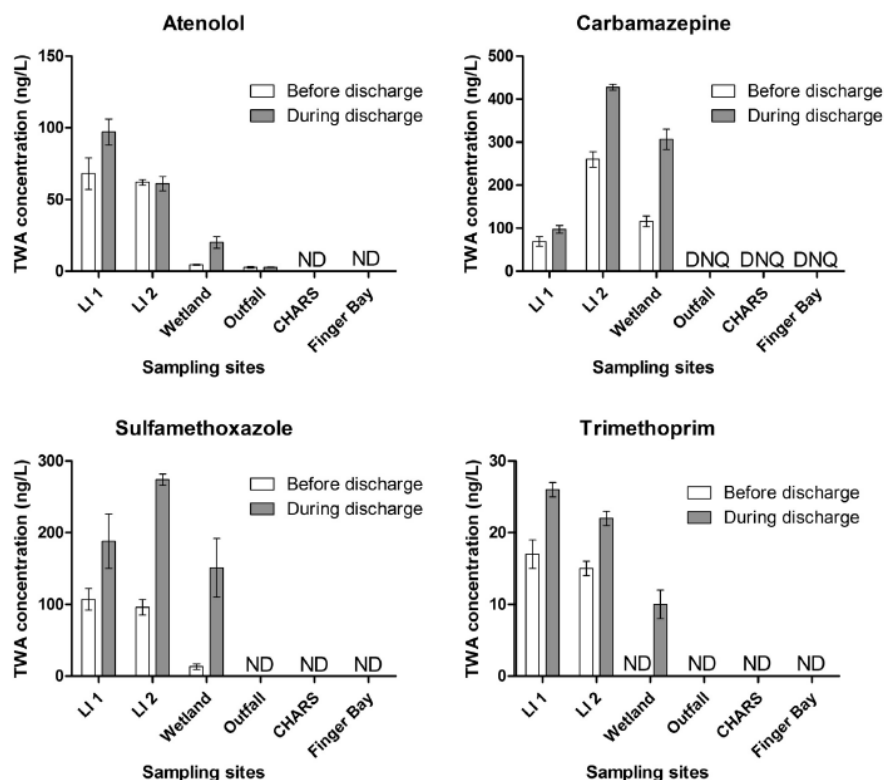 Atenolol
TWA concentration (ng/L)
150
100
50
0
Before discharge
During discharge
ND ND
LI 1
LI 2
Wetland
Outfall
CHARS
Finger Bay
Sampling sites
Carbamazepine
TWA concentration (ng/L)
500
400
300
200
100
0
Before discharge
During discharge
DNQ DNQ DNQ
LI 1
LI 2
Wetland
Outfall
CHARS
Finger Bay
Sampling sites
Sulfamethoxazole
TWA concentration (ng/L)
300
200
100
0
Before discharge
During discharge
ND ND ND
LI 1
LI 2
Wetland
Outfall
CHARS
Finger Bay
Sampling sites
Trimethoprim
TWA concentration (ng/L)
30
20
10
0
Before discharge
During discharge
ND ND ND ND
LI 1
LI 2
Wetland
Outfall
CHARS
Finger Bay
Sampling sites